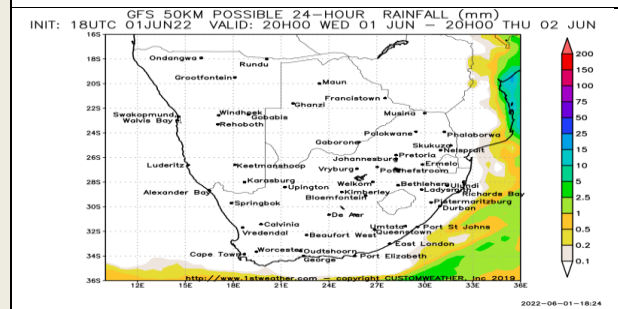 GFS 50KM POSSIBLE 24-HOUR RAINFALL (mm)
INIT: 18UTC 01JUN22 VALID: 20H00 WED 01 JUN - 20H00 THU 02 JUN
16S
Ondangwa
Rundu
18S
Grootfontein
Maun
20S
Francistown
Ghanzi
22S
Windhoek
Gobabis
Musina
Swakopmund
Walvis Bay
Rehoboth
24S
Polokwane
Phalaborwa
Gaborone
Skukuza
Pretoria
Nelspruit
Johannesburg
26S
Luderitz
Keetmanshoop
Vryburg
Potchefstroom
Ermelo
Karasburg
Welkom
Bethlehem
Ulundi
28S
Upington
Kimberley
Ladysmith
Richards Bay
Alexander Bay
Springbok
Bloemfontein
Pietermaritzburg
Durban
30S
De Aar
Calvinia
Umtata
Port St Johns
Vredendal
Beaufort West
Queenstown
32S
East London
Worcester
Oudtshoorn
Cape Town
George
Port Elizabeth
34S
http://www.1stweather.com - copyright CUSTOMWEATHER, Inc 2019
36S
12E 15E 18E 21E 24E 27E 30E 33E 36E
200
150
100
75
50
25
15
10
5
2.5
1
0.5
0.2
0.1
2022-06-01-18:24